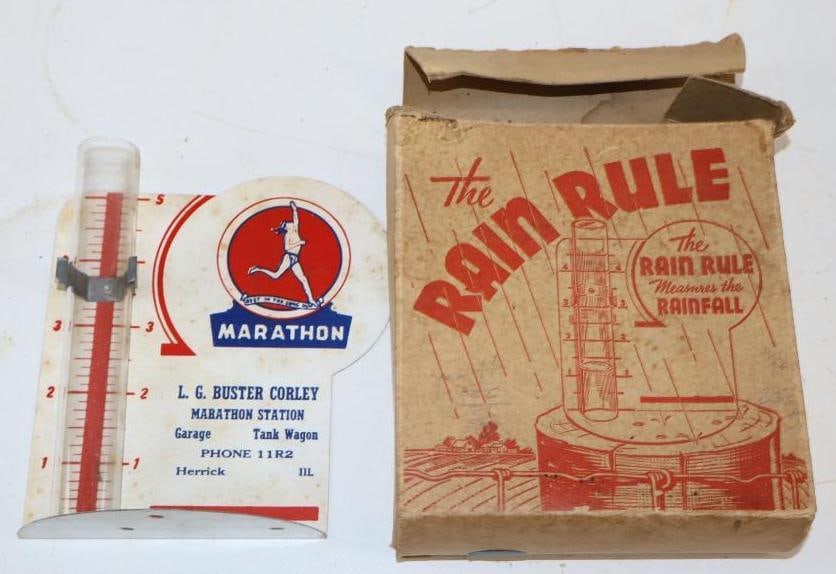 5
3
3
2
2
1
1
BEST IN THE LONG RUN
MARATHON
L. G. BUSTER CORLEY
MARATHON STATION
Garage Tank Wagon
PHONE 11R2
Herrick ILL
The
RAIN RULE
The
RAIN RULE
Measures the
RAINFALL